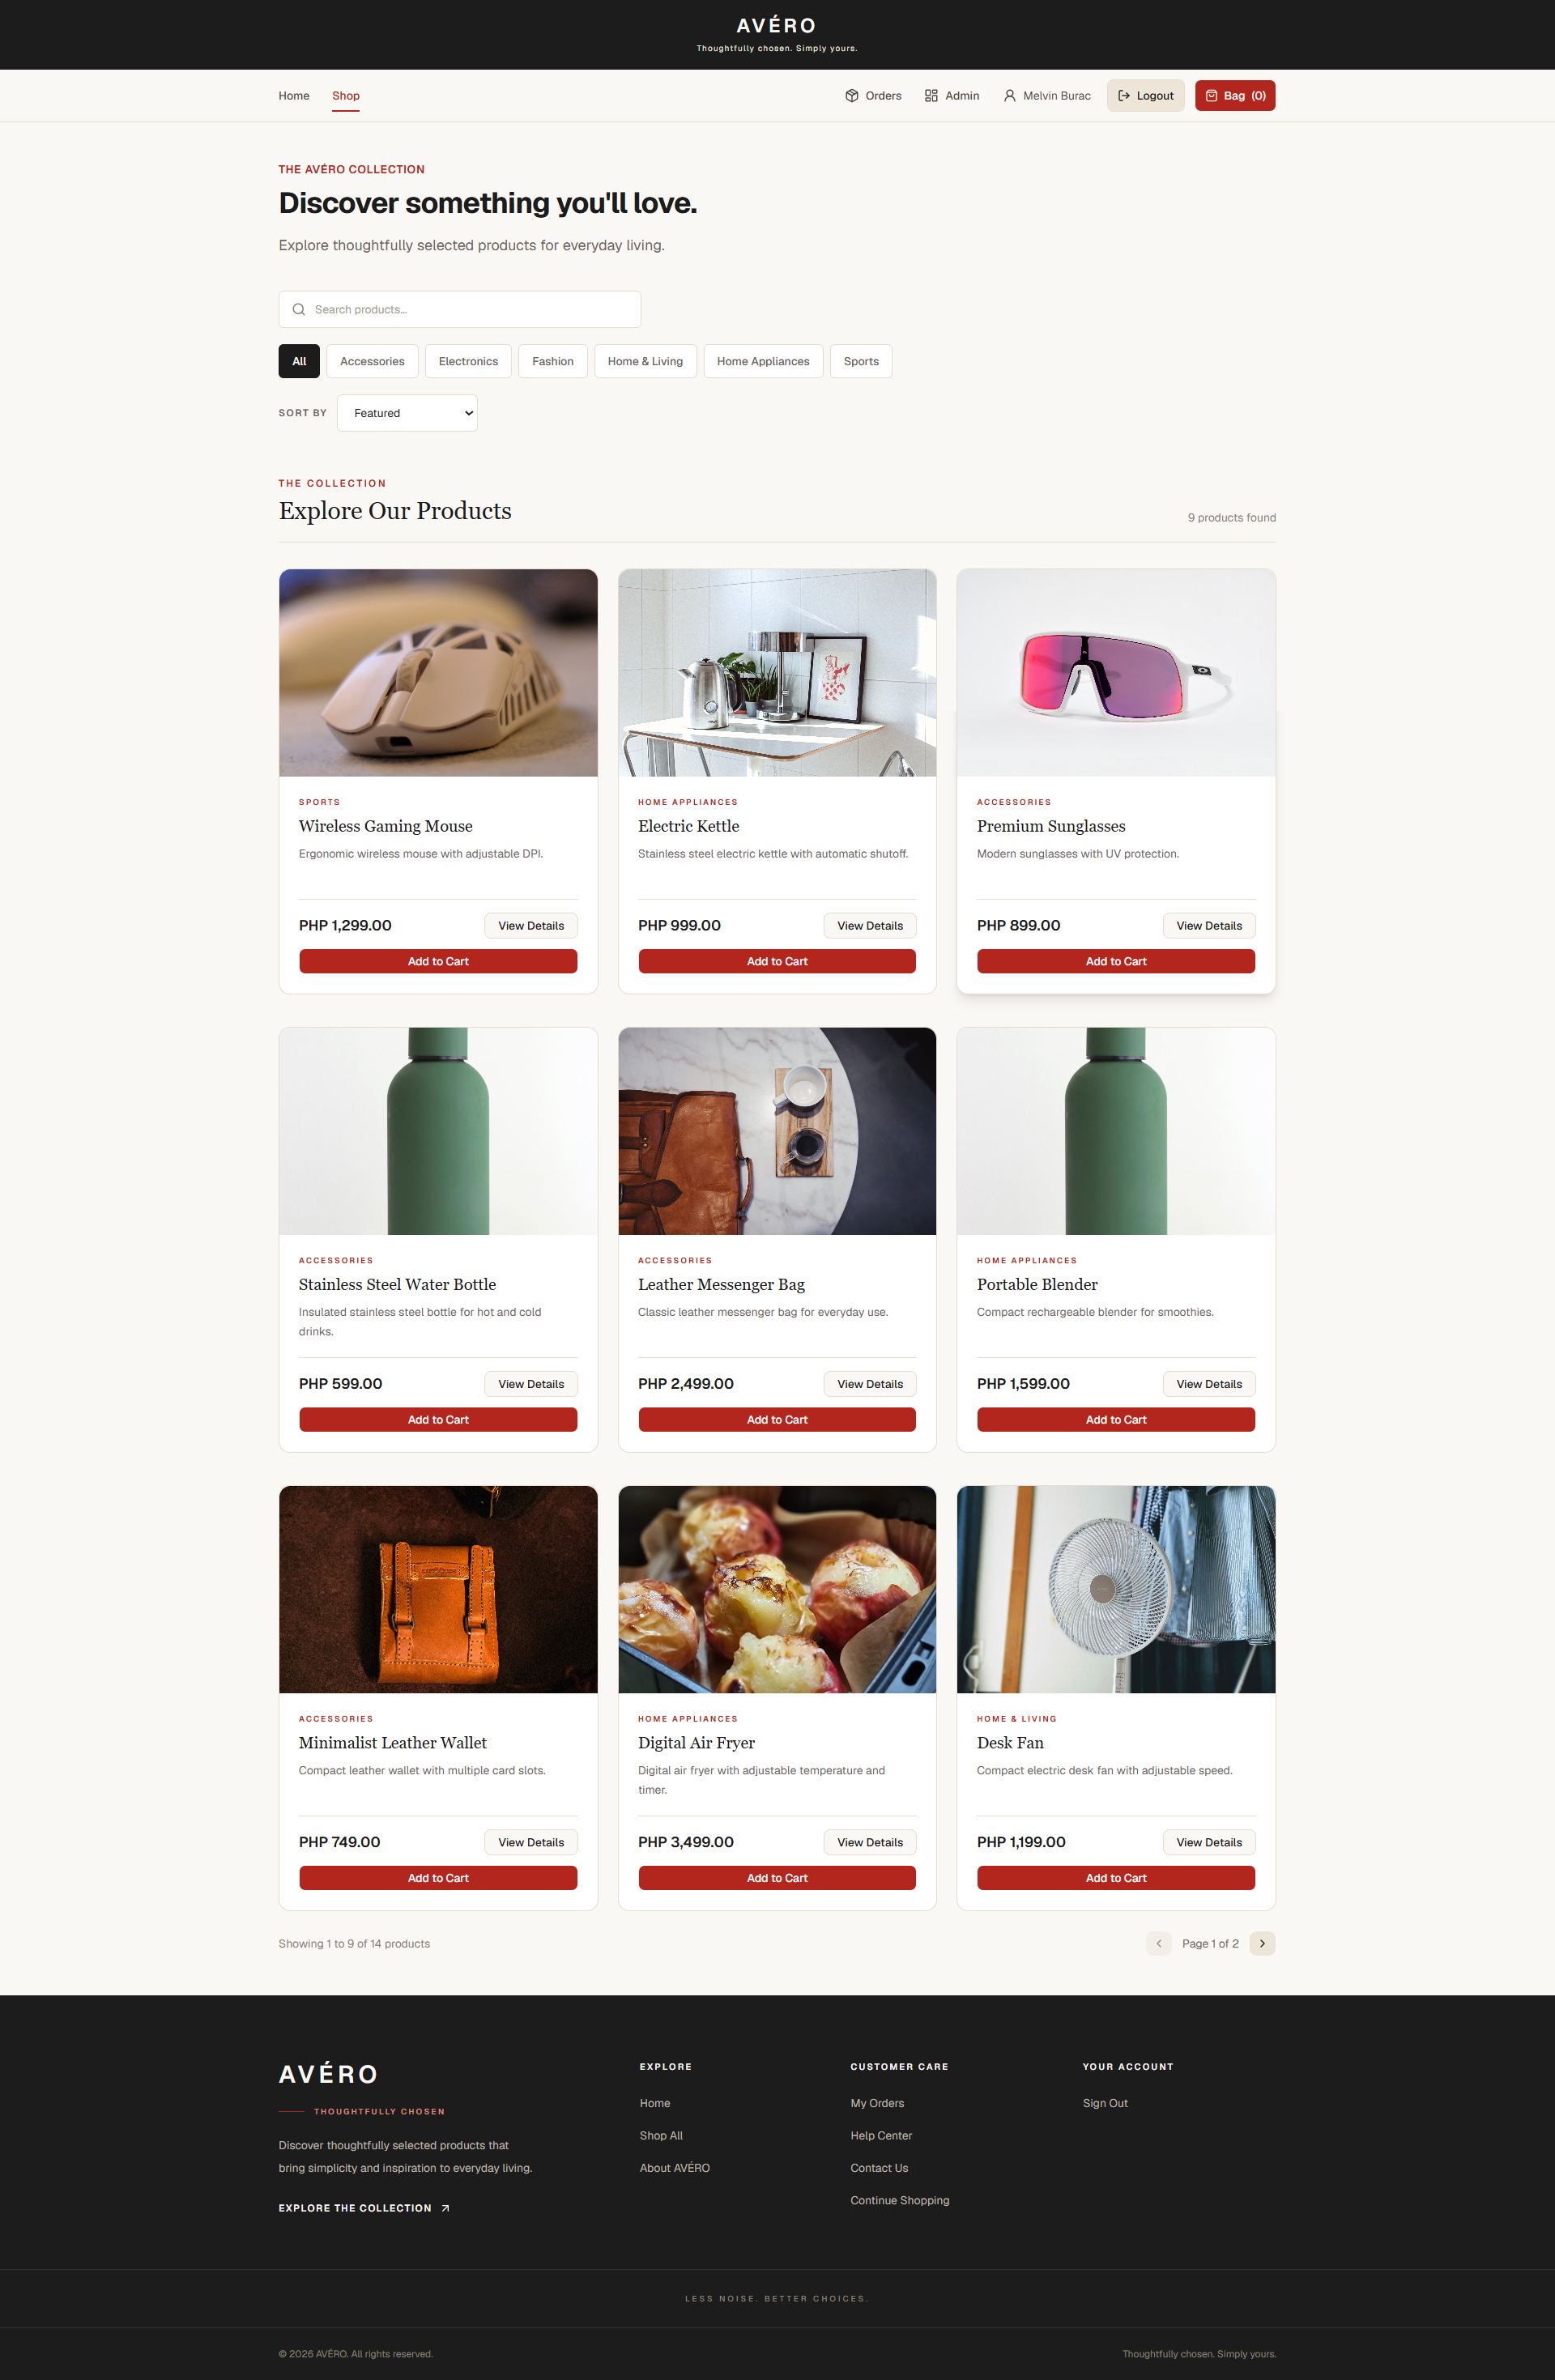 AVÉRO
Thoughtfully chosen. Simply yours.
Home Shop Orders Admin Melvin Burac Logout Bag (0)
THE AVÉRO COLLECTION
Discover something you'll love.
Explore thoughtfully selected products for everyday living.
Search products...
All Accessories Electronics Fashion Home & Living Home Appliances Sports
SORT BY Featured
THE COLLECTION
Explore Our Products
9 products found
SPORTS
Wireless Gaming Mouse
Ergonomic wireless mouse with adjustable DPI.
PHP 1,299.00 View Details
Add to Cart
HOME APPLIANCES
Electric Kettle
Stainless steel electric kettle with automatic shutoff.
PHP 999.00 View Details
Add to Cart
ACCESSORIES
Premium Sunglasses
Modern sunglasses with UV protection.
PHP 899.00 View Details
Add to Cart
ACCESSORIES
Stainless Steel Water Bottle
Insulated stainless steel bottle for hot and cold
drinks.
PHP 599.00 View Details
Add to Cart
ACCESSORIES
Leather Messenger Bag
Classic leather messenger bag for everyday use.
PHP 2,499.00 View Details
Add to Cart
HOME APPLIANCES
Portable Blender
Compact rechargeable blender for smoothies.
PHP 1,599.00 View Details
Add to Cart
ACCESSORIES
Minimalist Leather Wallet
Compact leather wallet with multiple card slots.
PHP 749.00 View Details
Add to Cart
HOME APPLIANCES
Digital Air Fryer
Digital air fryer with adjustable temperature and
timer.
PHP 3,499.00 View Details
Add to Cart
HOME & LIVING
Desk Fan
Compact electric desk fan with adjustable speed.
PHP 1,199.00 View Details
Add to Cart
Showing 1 to 9 of 14 products
Page 1 of 2
AVÉRO
THOUGHTFULLY CHOSEN
Discover thoughtfully selected products that
bring simplicity and inspiration to everyday living.
EXPLORE THE COLLECTION
EXPLORE
Home
Shop All
About AVÉRO
CUSTOMER CARE
My Orders
Help Center
Contact Us
Continue Shopping
YOUR ACCOUNT
Sign Out
LESS NOISE. BETTER CHOICES.
© 2026 AVÉRO. All rights reserved.
Thoughtfully chosen. Simply yours.